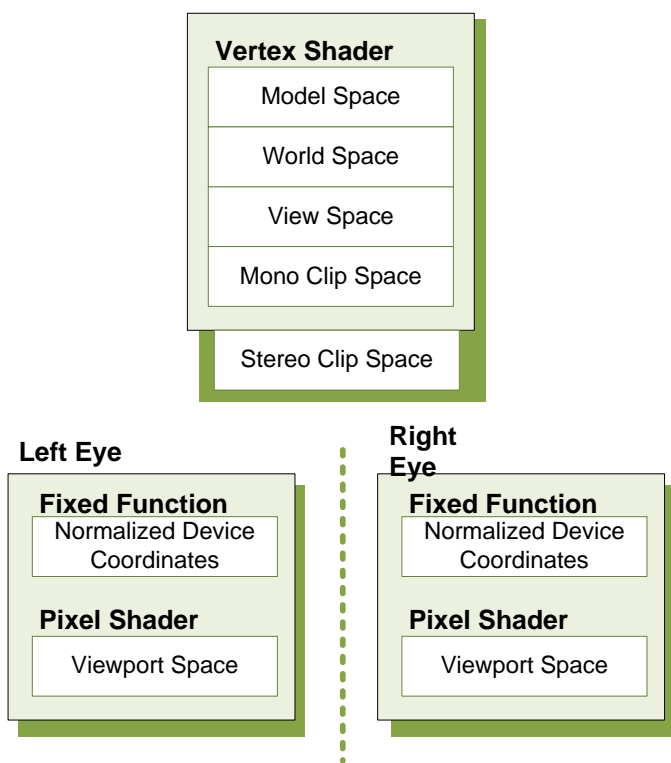 Vertex Shader
Model Space
World Space
View Space
Mono Clip Space
Stereo Clip Space
Left Eye
Fixed Function
Normalized Device
Coordinates
Pixel Shader
Viewport Space
Right
Eye
Fixed Function
Normalized Device
Coordinates
Pixel Shader
Viewport Space